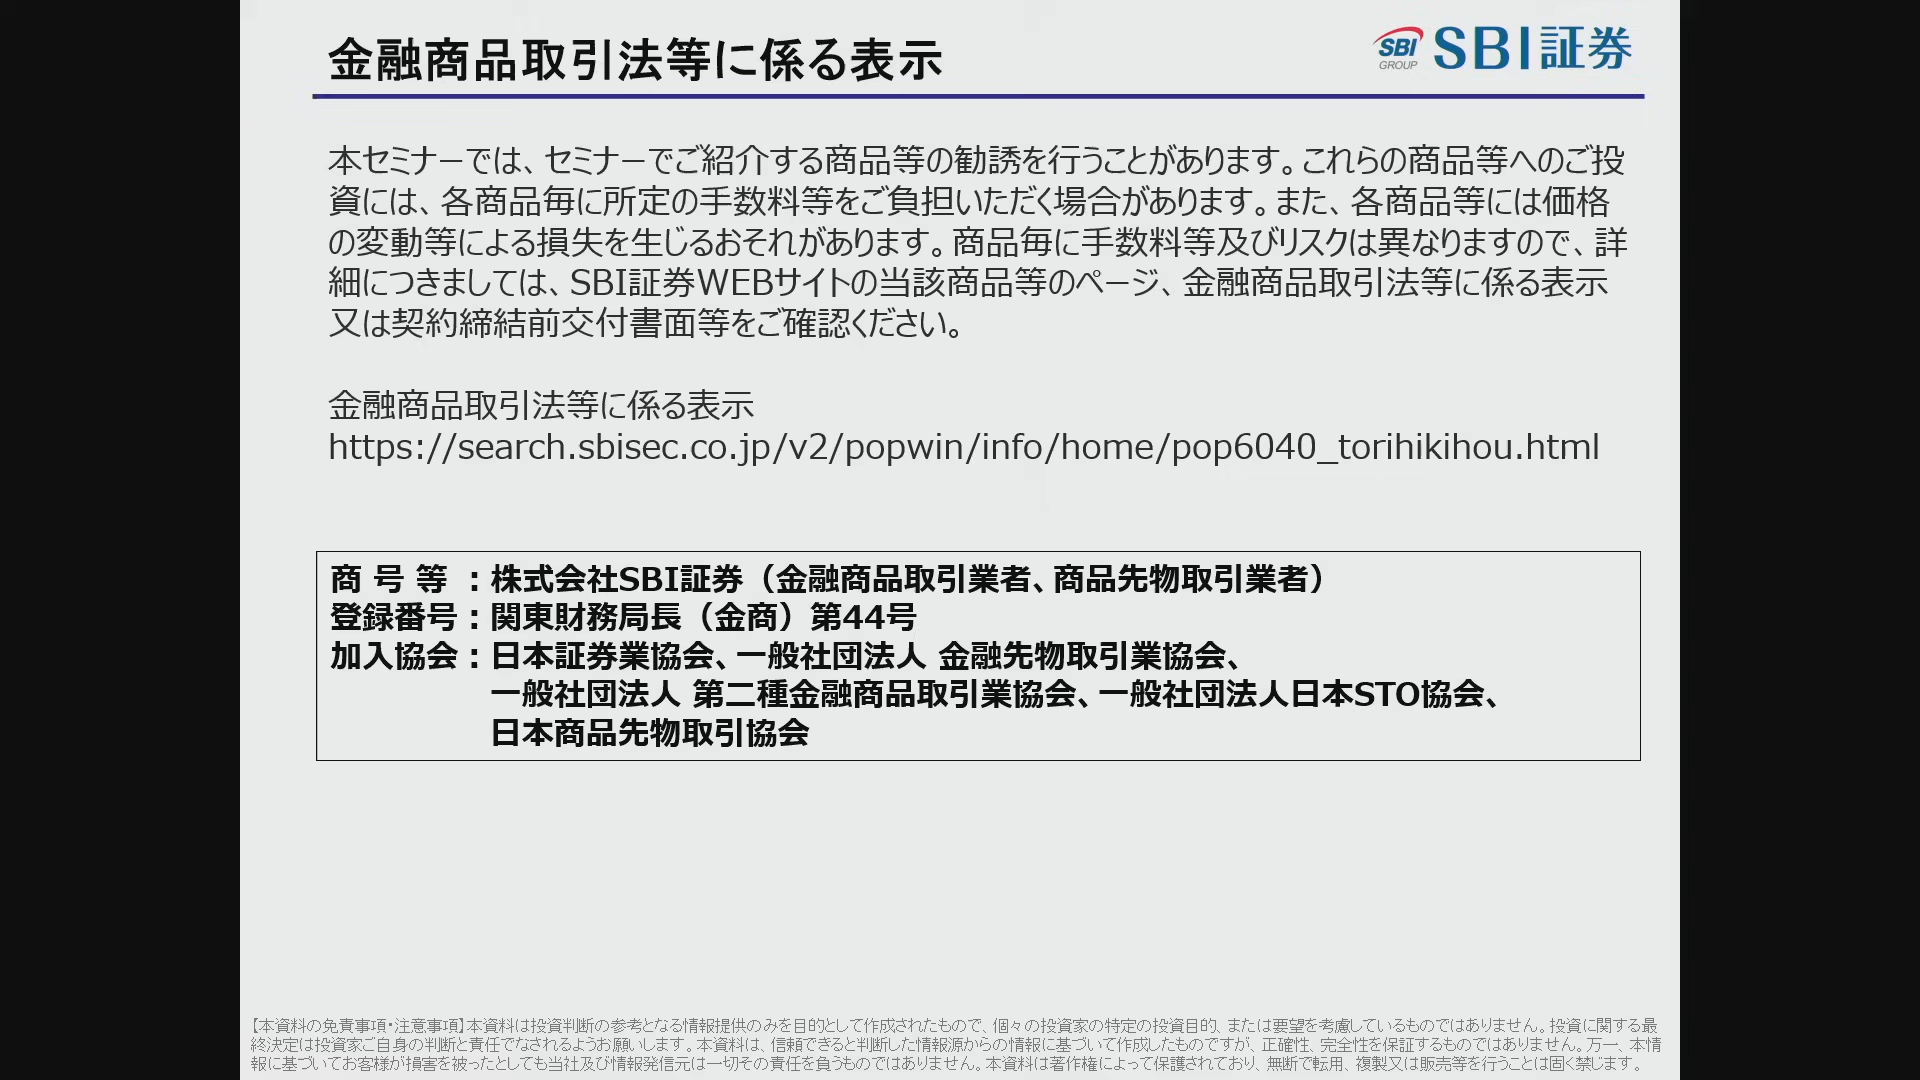 金融商品取引法等に係る表示
SBI GROUP SBI証券
本セミナーでは、セミナーでご紹介する商品等の勧誘を行うことがあります。これらの商品等へのご投
資には、各商品毎に所定の手数料等をご負担いただく場合があります。また、各商品等には価格
の変動等による損失を生じるおそれがあります。商品毎に手数料等及びリスクは異なりますので、詳
細につきましては、SBI証券WEBサイトの当該商品等のページ、金融商品取引法等に係る表示
又は契約締結前交付書面等をご確認ください。
金融商品取引法等に係る表示
https://search.sbisec.co.jp/v2/popwin/info/home/pop6040_torihikihou.html
商 号 等 ：株式会社SBI証券（金融商品取引業者、商品先物取引業者）
登録番号：関東財務局長（金商）第44号
加入協会：日本証券業協会、一般社団法人 金融先物取引業協会、
一般社団法人 第二種金融商品取引業協会、一般社団法人日本STO協会、
日本商品先物取引協会
【本資料の免責事項・注意事項】本資料は投資判断の参考となる情報提供のみを目的として作成されたもので、個々の投資家の特定の投資目的、または要望を考慮しているものではありません。投資に関する最
終決定は投資家ご自身の判断と責任でなされるようお願いします。本資料は、信頼できると判断した情報源からの情報に基づいて作成したものですが、正確性、完全性を保証するものではありません。万一、本情
報に基づいてお客様が損害を被ったとしても当社及び情報発信元は一切その責任を負うものではありません。本資料は著作権によって保護されており、無断で転用、複製又は販売等を行うことは固く禁じます。